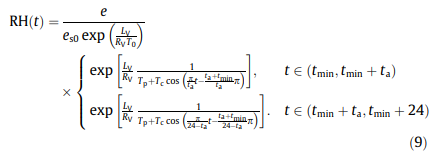 RH(t) = e / (e_{s0} exp(L_V / (R_V T_0)))
× { exp[ L_V / R_V 1 / (T_p+T_c cos(π/t_a t − (t_a+t_min)/t_a π)) ], t ∈ (t_min, t_min + t_a)
exp[ L_V / R_V 1 / (T_p+T_c cos(π/(24−t_a) t − (t_a+t_min)/(24−t_a) π)) ]. t ∈ (t_min + t_a, t_min + 24)
(9)